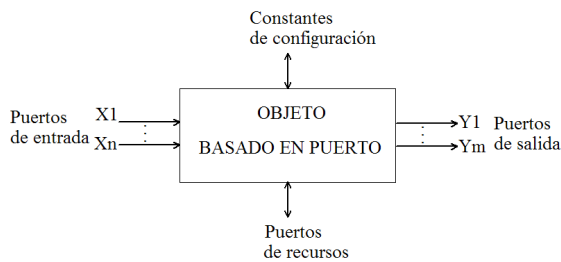 Constantes
de configuración
Puertos
de entrada
X1
Xn
OBJETO
BASADO EN PUERTO
Y1
Ym
Puertos
de salida
Puertos
de recursos